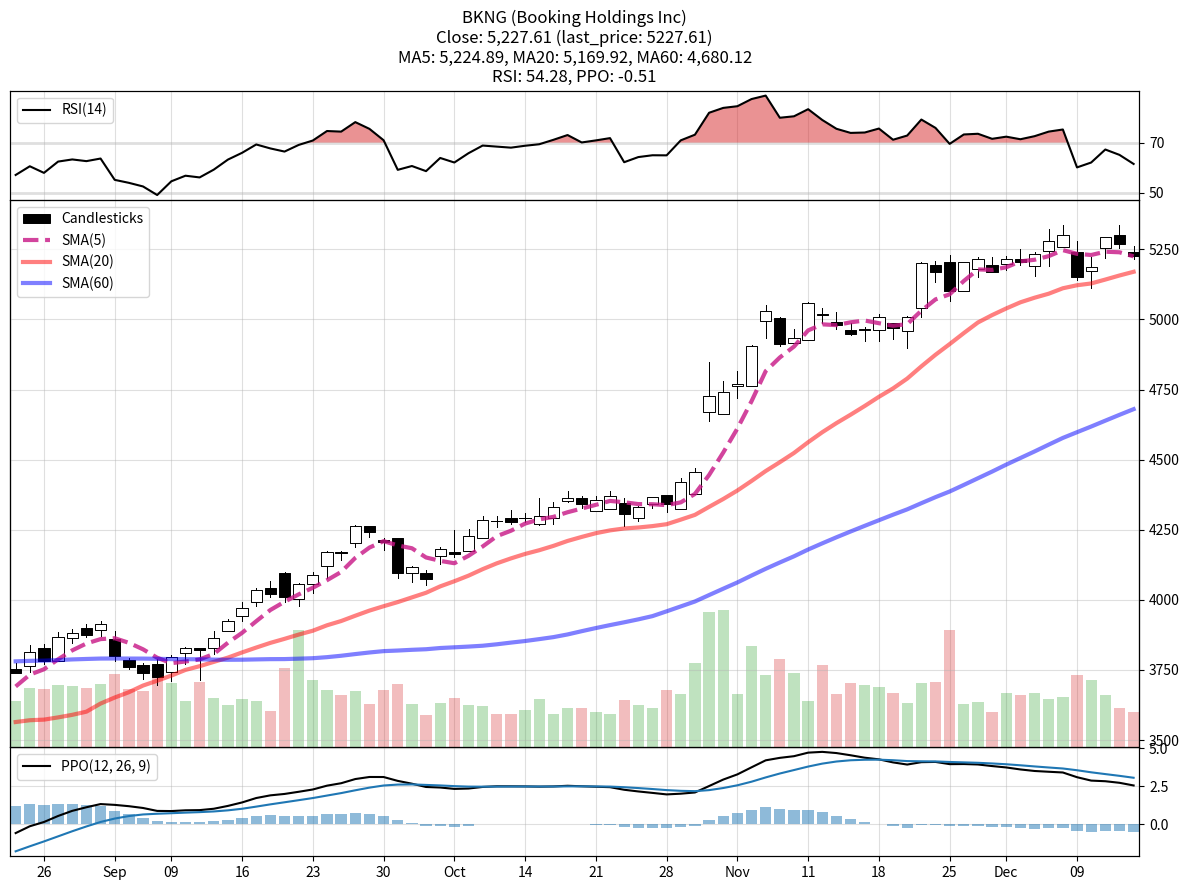 BKNG (Booking Holdings Inc)
Close: 5,227.61 (last_price: 5227.61)
MA5: 5,224.89, MA20: 5,169.92, MA60: 4,680.12
RSI: 54.28, PPO: -0.51
RSI(14)
70
50
Candlesticks
SMA(5)
SMA(20)
SMA(60)
5250
5000
4750
4500
4250
4000
3750
3500
PPO(12, 26, 9)
5.0
2.5
0.0
26 Sep 09 16 23 30 Oct 14 21 28 Nov 11 18 25 Dec 09